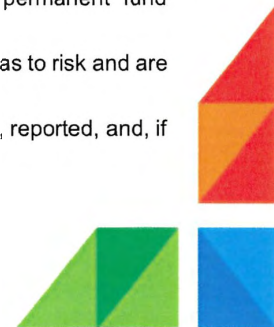 permanent fund
as to risk and are
, reported, and, if